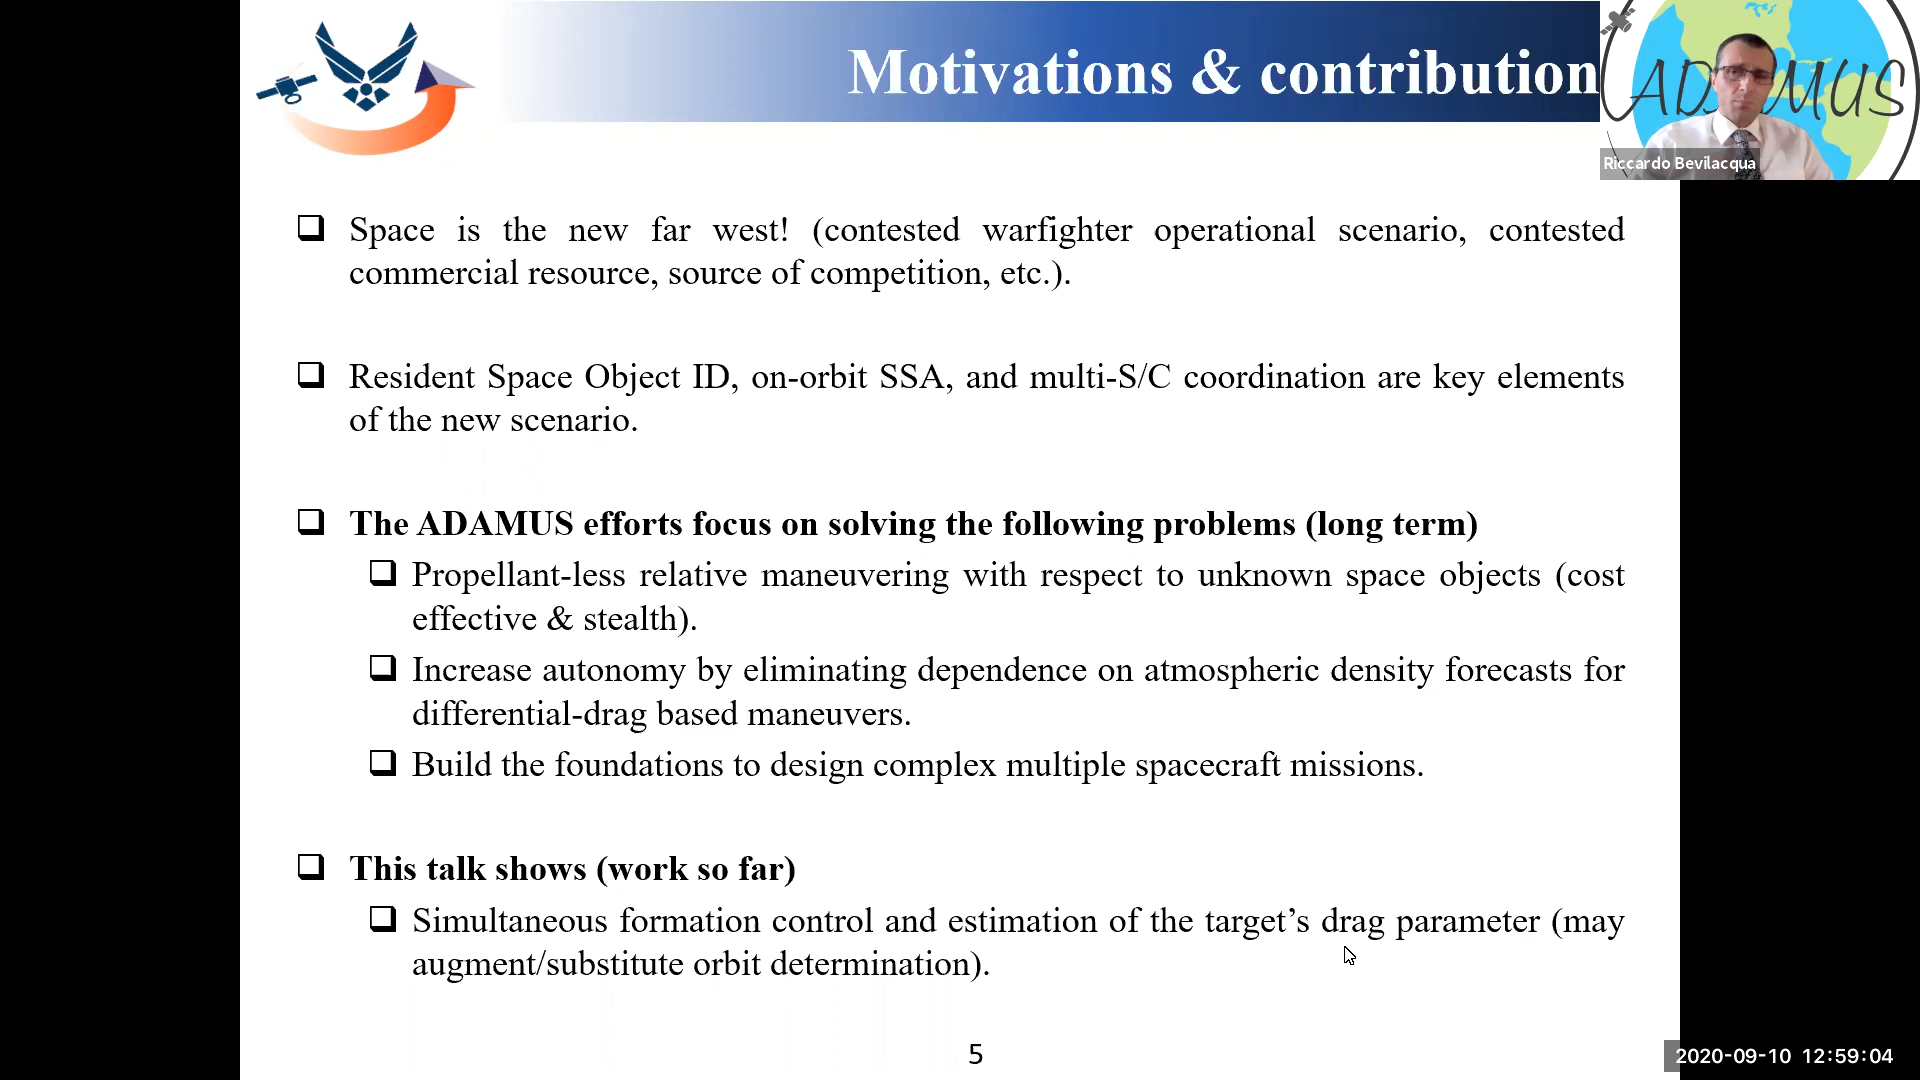 Motivations & contribution
ADAMUS
Riccardo Bevilacqua
Space is the new far west! (contested warfighter operational scenario, contested
commercial resource, source of competition, etc.).
Resident Space Object ID, on-orbit SSA, and multi-S/C coordination are key elements
of the new scenario.
The ADAMUS efforts focus on solving the following problems (long term)
Propellant-less relative maneuvering with respect to unknown space objects (cost
effective & stealth).
Increase autonomy by eliminating dependence on atmospheric density forecasts for
differential-drag based maneuvers.
Build the foundations to design complex multiple spacecraft missions.
This talk shows (work so far)
Simultaneous formation control and estimation of the target’s drag parameter (may
augment/substitute orbit determination).
5
2020-09-10 12:59:04